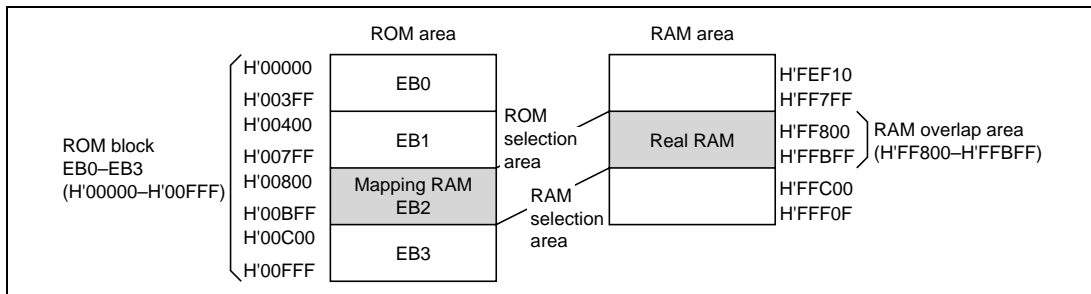 ROM area
RAM area
H'00000
H'003FF
H'00400
H'007FF
H'00800
H'00BFF
H'00C00
H'00FFF
ROM block
EB0–EB3
(H'00000–H'00FFF)
EB0
EB1
Mapping RAM
EB2
EB3
ROM
selection
area
RAM
selection
area
Real RAM
H'FEF10
H'FF7FF
H'FF800
H'FFBFF
H'FFC00
H'FFF0F
RAM overlap area
(H'FF800–H'FFBFF)